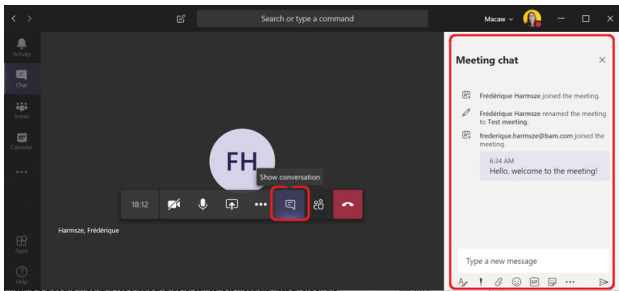 Search or type a command
Macaw
Activity
Chat
Teams
Calendar
Apps
Help
FH
Show conversation
18:12
Harmsze, Frédérique
Meeting chat
Frédérique Harmsze joined the meeting.
Frédérique Harmsze renamed the meeting
to Test meeting.
frederique.harmsze@bam.com joined the
meeting.
6:34 AM
Hello, welcome to the meeting!
Type a new message
GIF